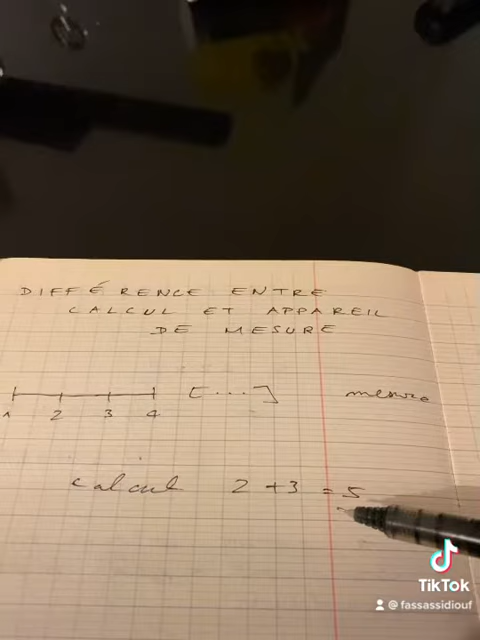 DIFFÉRENCE ENTRE
CALCUL ET APPAREIL
DE MESURE
[...] mesure
1 2 3 4
calcul 2 + 3 = 5
TikTok
@fassassidiouf